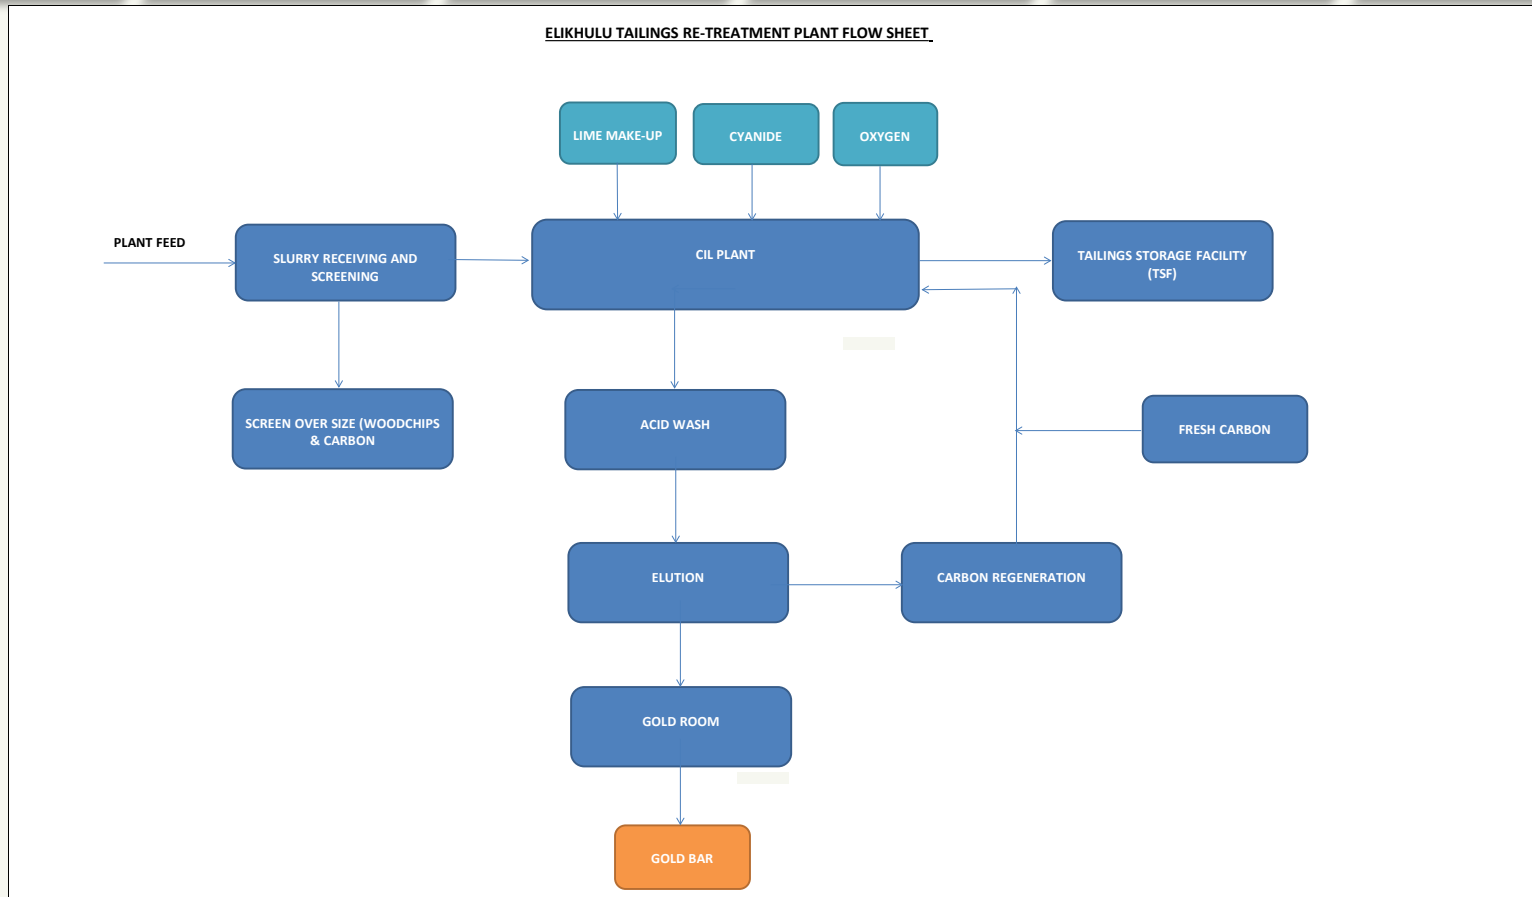 ELIKHULU TAILINGS RE-TREATMENT PLANT FLOW SHEET
LIME MAKE-UP
CYANIDE
OXYGEN
PLANT FEED
SLURRY RECEIVING AND
SCREENING
CIL PLANT
TAILINGS STORAGE FACILITY
(TSF)
SCREEN OVER SIZE (WOODCHIPS
& CARBON
ACID WASH
FRESH CARBON
ELUTION
CARBON REGENERATION
GOLD ROOM
GOLD BAR